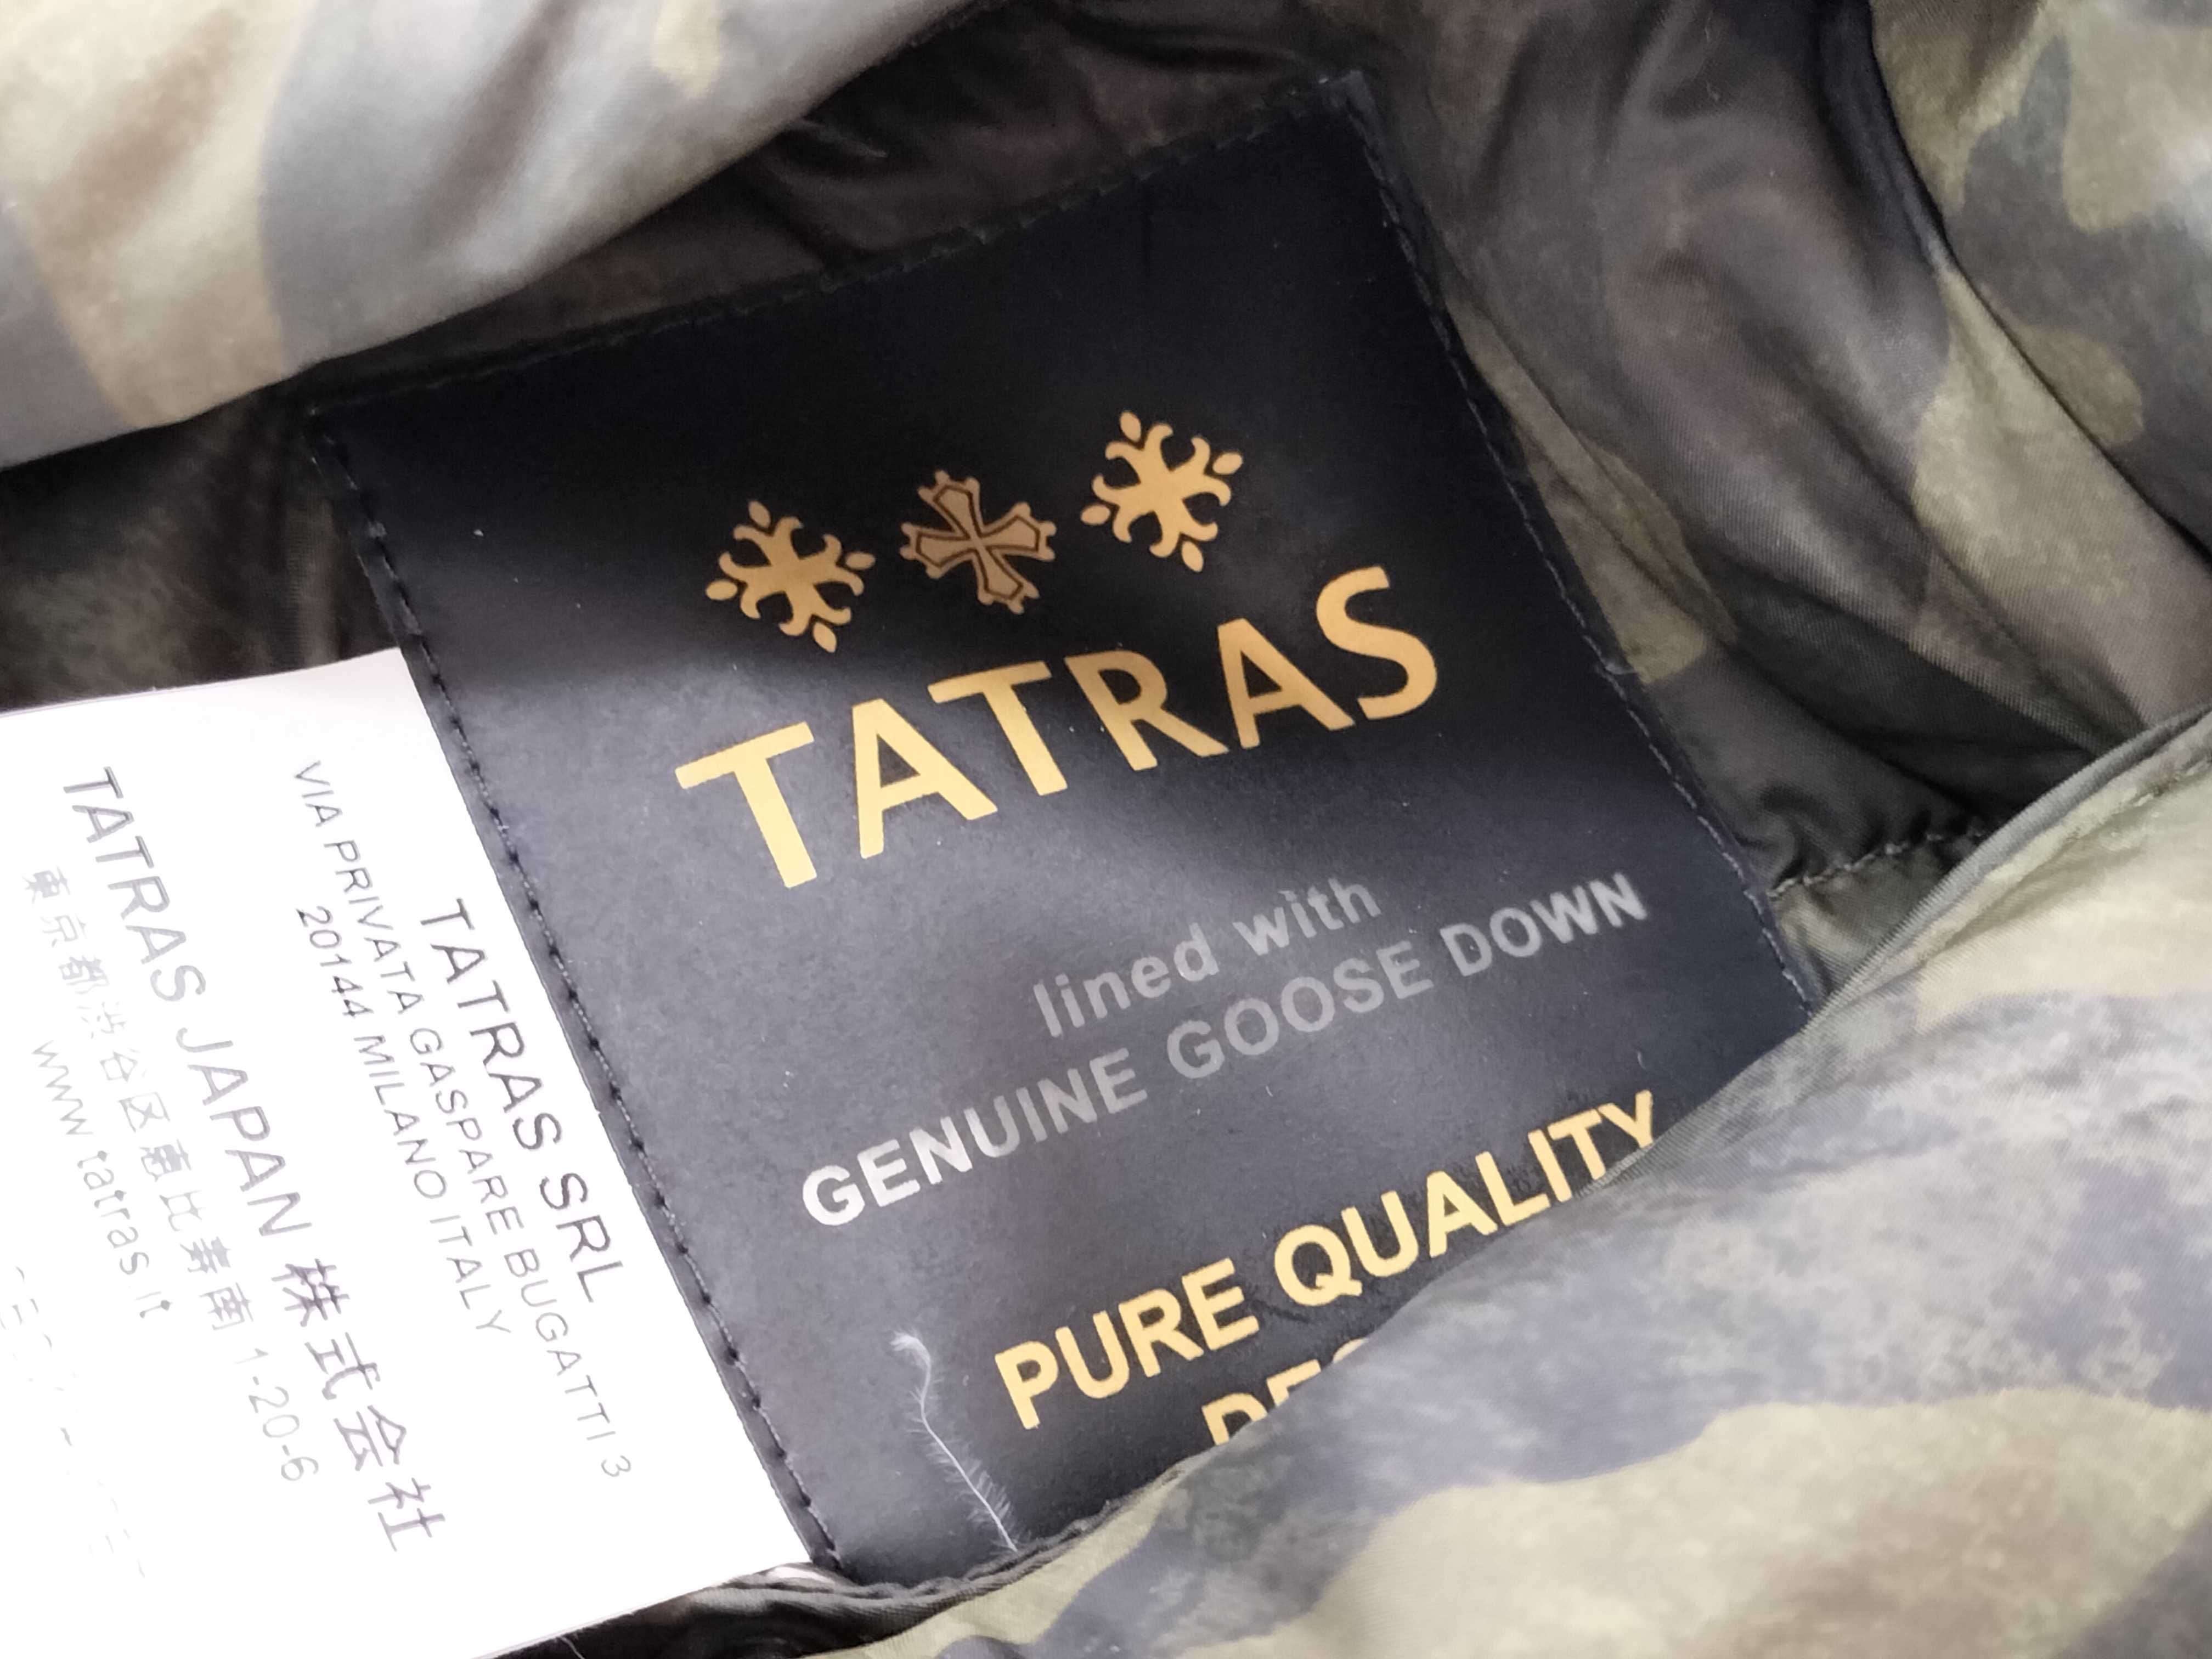 TATRAS
lined with
GENUINE GOOSE DOWN
PURE QUALITY
TATRAS SRL
VIA PRIVATA GASPARE BUGATTI 3
20144 MILANO ITALY
TATRAS JAPAN 株式会社
東京都渋谷区恵比寿南 1-20-6
www tatras it